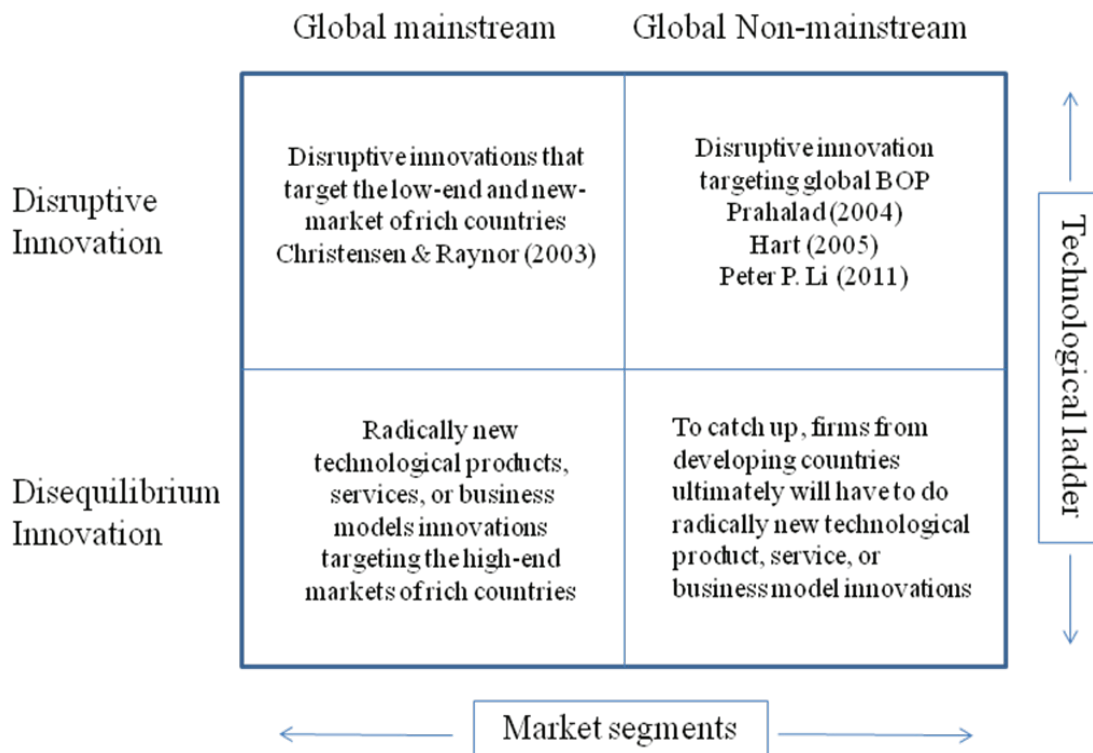 Global mainstream
Global Non-mainstream
Disruptive
Innovation
Disruptive innovations that
target the low-end and new-
market of rich countries
Christensen & Raynor (2003)
Disruptive innovation
targeting global BOP
Prahalad (2004)
Hart (2005)
Peter P. Li (2011)
Technological ladder
Disequilibrium
Innovation
Radically new
technological products,
services, or business
models innovations
targeting the high-end
markets of rich countries
To catch up, firms from
developing countries
ultimately will have to do
radically new technological
product, service, or
business model innovations
Market segments